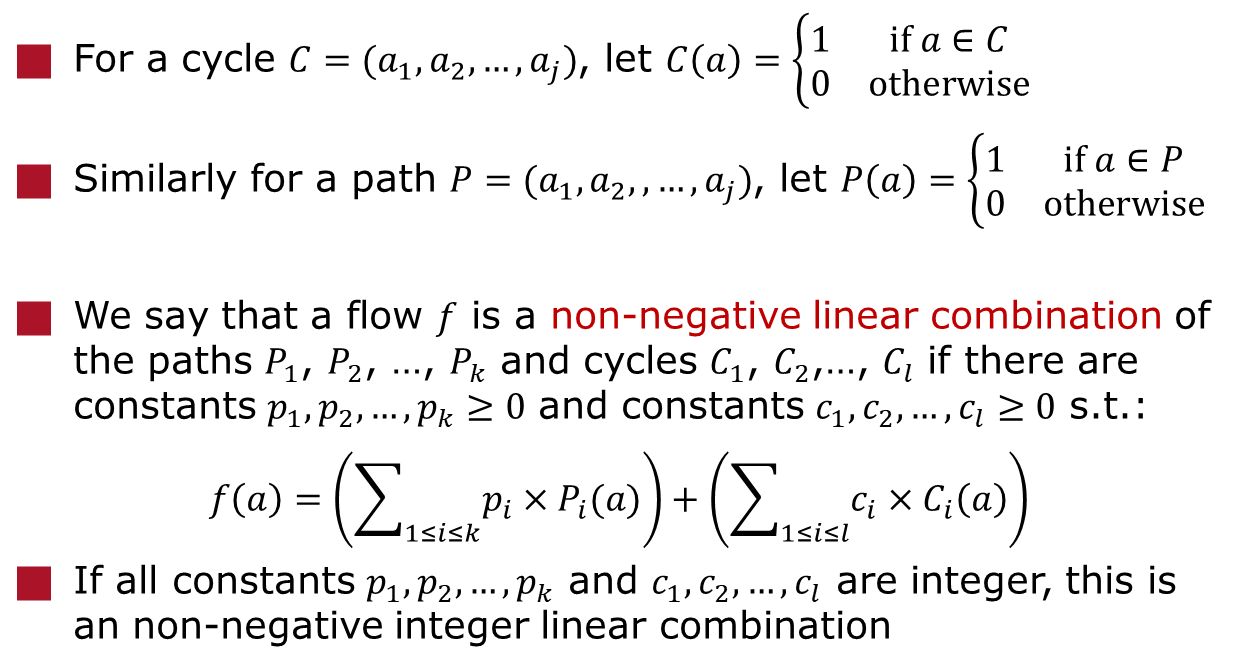 ■ For a cycle C = (a₁, a₂, …, aⱼ), let C(a) = {1 if a ∈ C
0 otherwise
■ Similarly for a path P = (a₁, a₂, , …, aⱼ), let P(a) = {1 if a ∈ P
0 otherwise
■ We say that a flow f is a non-negative linear combination of
the paths P₁, P₂, …, Pₖ and cycles C₁, C₂,…, Cₗ if there are
constants p₁, p₂, …, pₖ ≥ 0 and constants c₁, c₂, …, cₗ ≥ 0 s.t.:
f(a) = (∑₁≤ᵢ≤ₖ pᵢ × Pᵢ(a)) + (∑₁≤ᵢ≤ₗ cᵢ × Cᵢ(a))
■ If all constants p₁, p₂, …, pₖ and c₁, c₂, …, cₗ are integer, this is
an non-negative integer linear combination